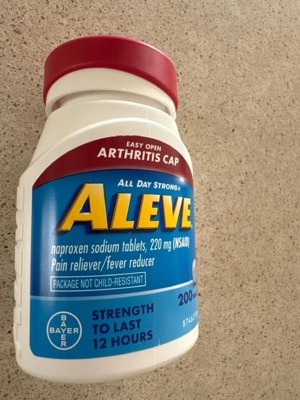 EASY OPEN
ARTHRITIS CAP
ALL DAY STRONG®
ALEVE
naproxen sodium tablets, 220 mg (NSAID)
Pain reliever/fever reducer
PACKAGE NOT CHILD-RESISTANT
200
BAYER
BAYER
STRENGTH
TO LAST
12 HOURS